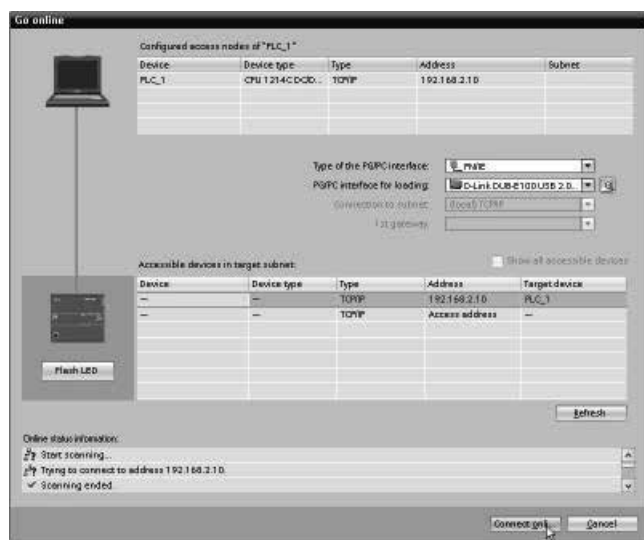 Go online
Configured access nodes of "PLC_1"
Device Device type Type Address Subnet
PLC_1 CPU 1214C DC/D... TCP/IP 192.168.2.10
Type of the PG/PC interface: PN/IE
PG/PC interface for loading: D-Link DUB-E100 USB 2.0...
Connection to subnet: (local) TCP/IP
1st gateway:
Show all accessible devices
Accessible devices in target subnet:
Device Device type Type Address Target device
— — TCP/IP 192.168.2.10 PLC_1
— — TCP/IP Access address —
Flash LED
Refresh
Online status information:
Start scanning...
Trying to connect to address 192.168.2.10.
Scanning ended.
Connect onli... Cancel